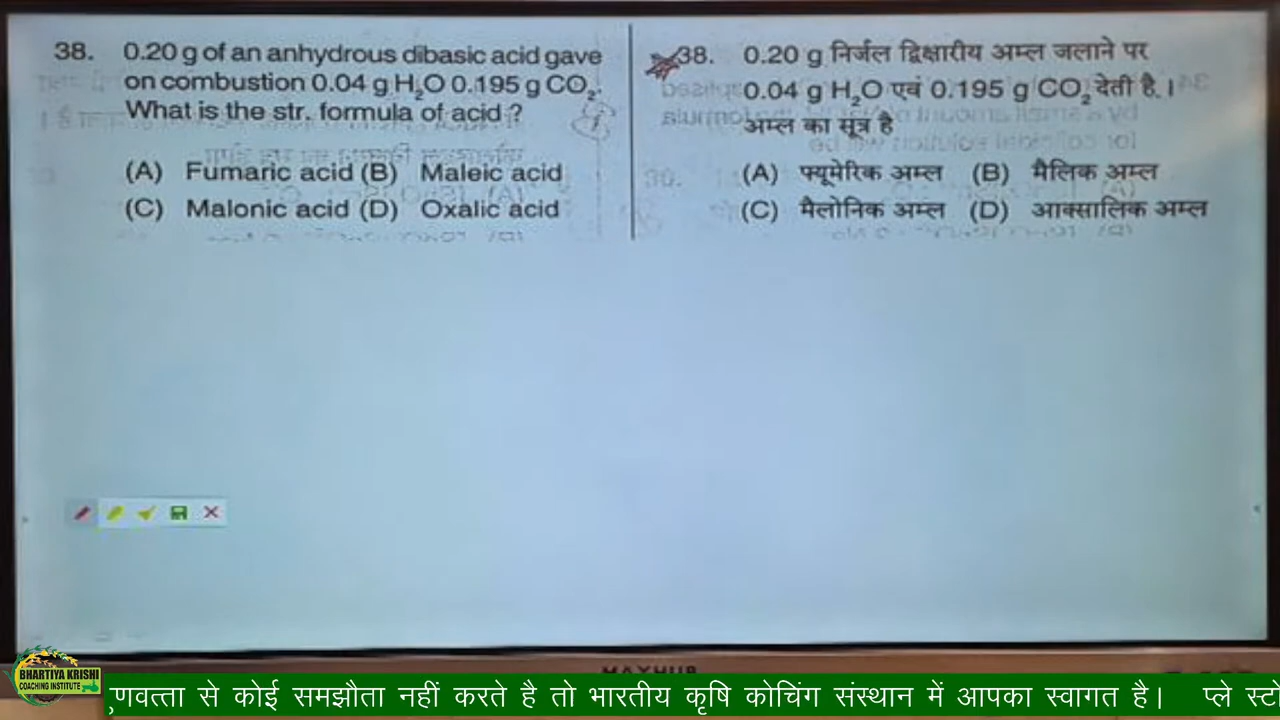 38. 0.20 g of an anhydrous dibasic acid gave
on combustion 0.04 g H₂O 0.195 g CO₂.
What is the str. formula of acid ?
(A) Fumaric acid (B) Maleic acid
(C) Malonic acid (D) Oxalic acid
38. 0.20 g निर्जल द्विक्षारीय अम्ल जलाने पर
0.04 g H₂O एवं 0.195 g CO₂ देती है. ।
अम्ल का सूत्र है
(A) फ्यूमेरिक अम्ल (B) मैलिक अम्ल
(C) मैलोनिक अम्ल (D) आक्सालिक अम्ल
MAXHUB
BHARTIYA KRISHI
COACHING INSTITUTE
ुणवत्ता से कोई समझौता नहीं करते है तो भारतीय कृषि कोचिंग संस्थान में आपका स्वागत है। प्ले स्टो